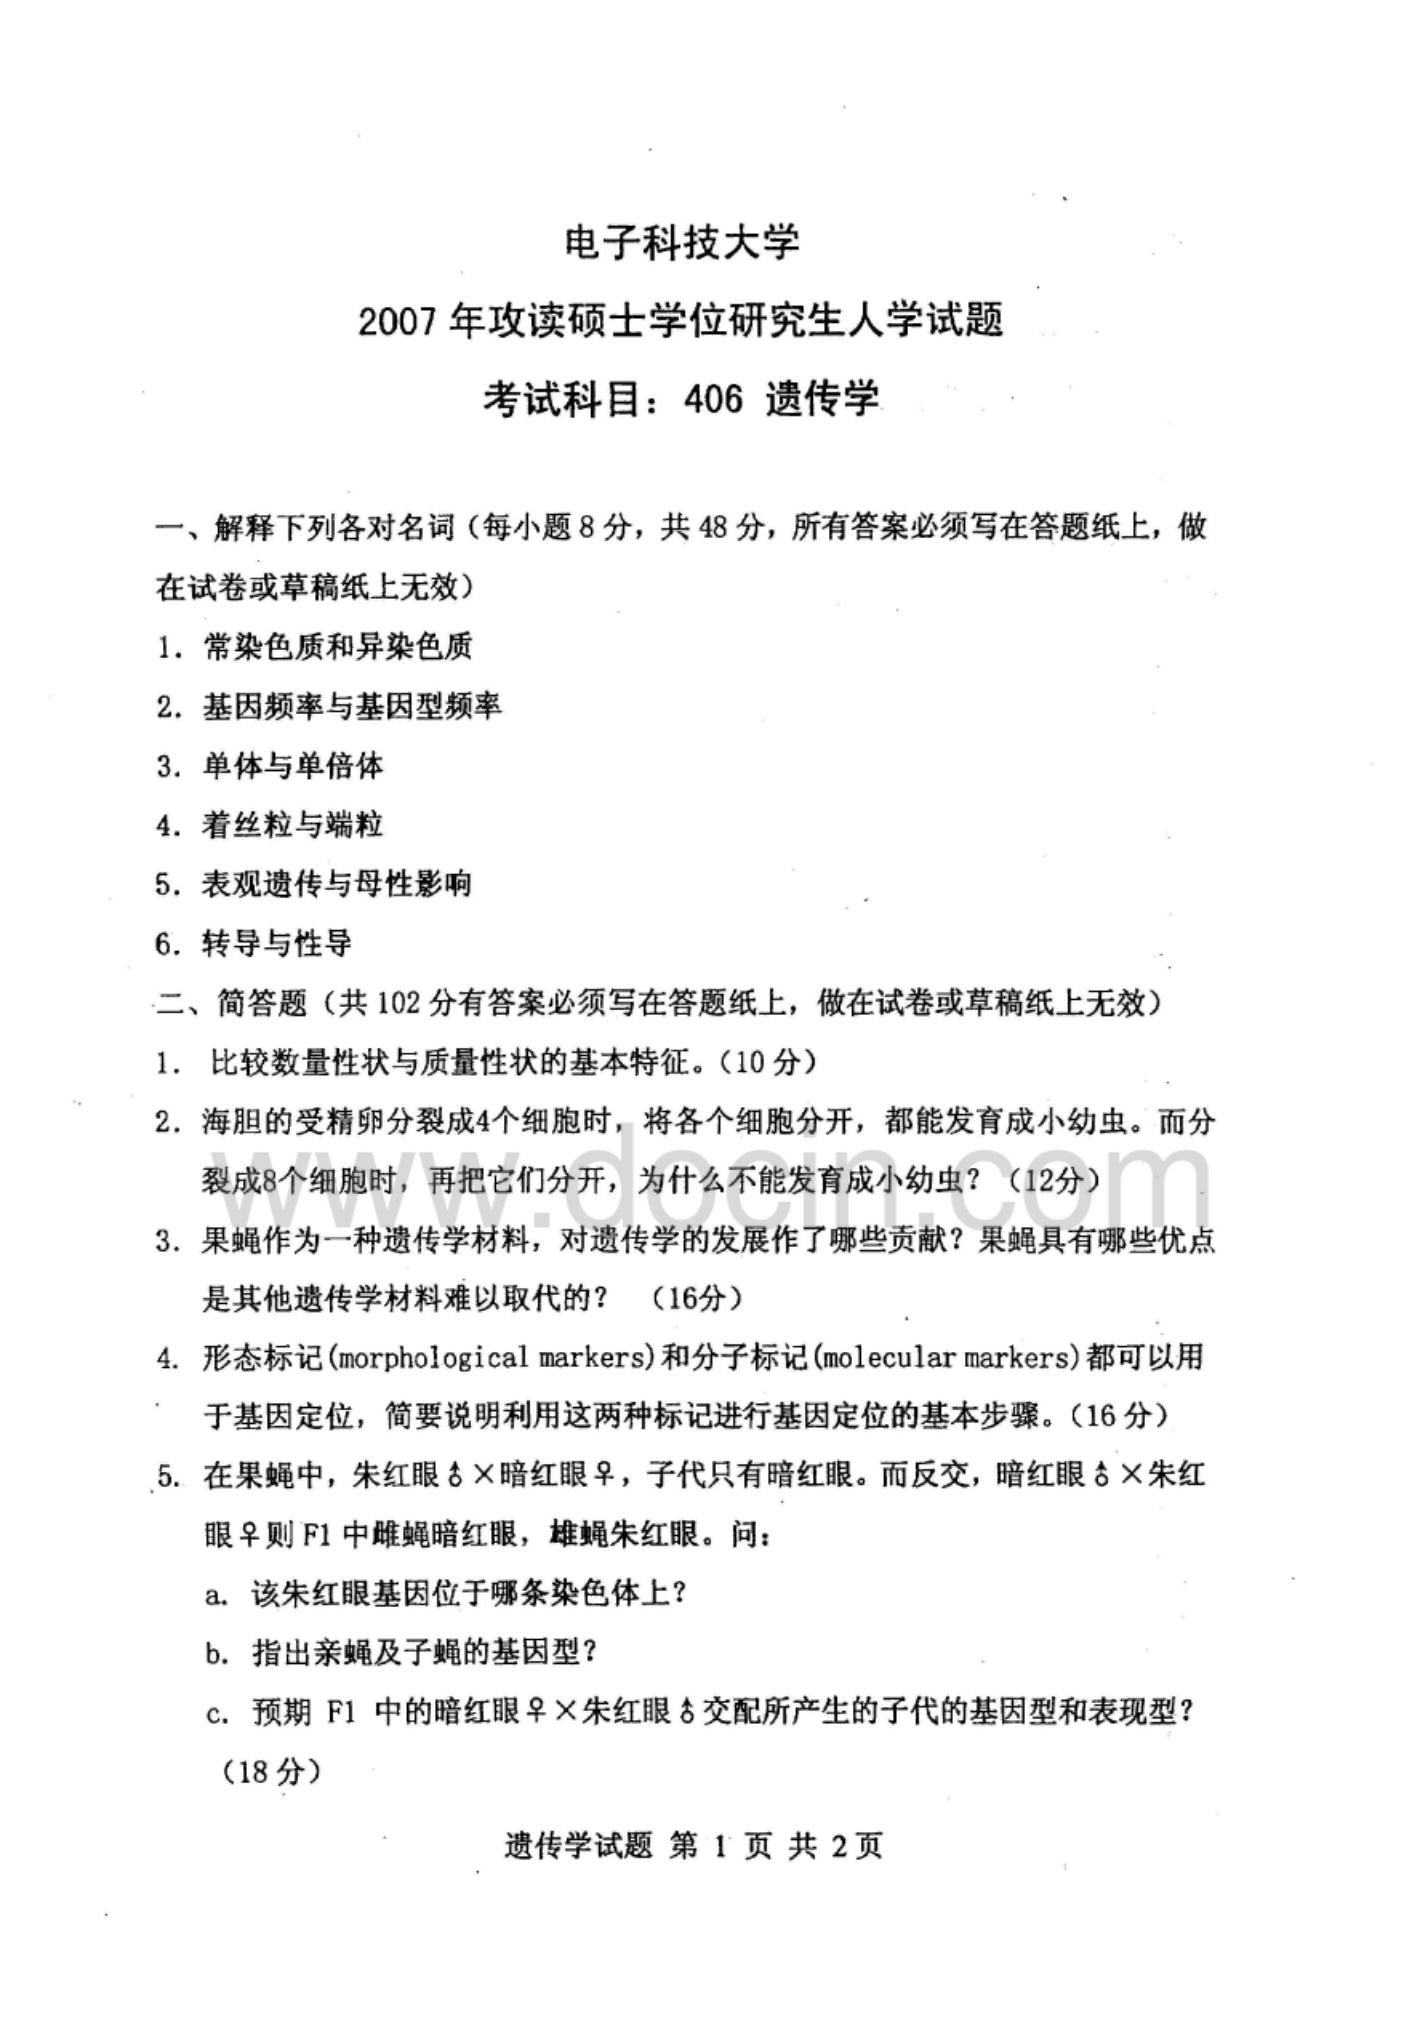 电子科技大学
2007 年攻读硕士学位研究生人学试题
考试科目：406 遗传学
一、解释下列各对名词（每小题 8 分，共 48 分，所有答案必须写在答题纸上，做
在试卷或草稿纸上无效）
1. 常染色质和异染色质
2. 基因频率与基因型频率
3. 单体与单倍体
4. 着丝粒与端粒
5. 表观遗传与母性影响
6. 转导与性导
二、简答题（共 102 分有答案必须写在答题纸上，做在试卷或草稿纸上无效）
1. 比较数量性状与质量性状的基本特征。（10 分）
2. 海胆的受精卵分裂成4个细胞时，将各个细胞分开，都能发育成小幼虫。而分
裂成8个细胞时，再把它们分开，为什么不能发育成小幼虫？（12分）
www.docin.com
3. 果蝇作为一种遗传学材料，对遗传学的发展作了哪些贡献？果蝇具有哪些优点
是其他遗传学材料难以取代的？ （16分）
4. 形态标记(morphological markers)和分子标记(molecular markers)都可以用
于基因定位，简要说明利用这两种标记进行基因定位的基本步骤。（16 分）
5. 在果蝇中，朱红眼♂×暗红眼♀，子代只有暗红眼。而反交，暗红眼♂×朱红
眼♀则 F1 中雌蝇暗红眼，雄蝇朱红眼。问：
a. 该朱红眼基因位于哪条染色体上？
b. 指出亲蝇及子蝇的基因型？
c. 预期 F1 中的暗红眼♀×朱红眼♂交配所产生的子代的基因型和表现型？
（18 分）
遗传学试题 第 1 页 共 2 页